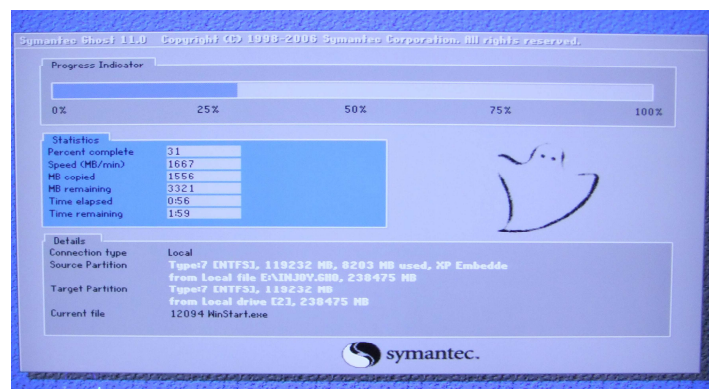 Symantec Ghost 11.0 Copyright (C) 1998-2006 Symantec Corporation. All rights reserved.
Progress Indicator
0% 25% 50% 75% 100%
Statistics
Percent complete 31
Speed (MB/min) 1667
MB copied 1556
MB remaining 3321
Time elapsed 0:56
Time remaining 1:59
Details
Connection type Local
Source Partition Type:7 [NTFS], 119232 MB, 8203 MB used, XP Embedde
from Local file E:\INJOY.GHO, 238475 MB
Target Partition Type:7 [NTFS], 119232 MB
from Local drive [2], 238475 MB
Current file 12094 WinStart.exe
symantec.